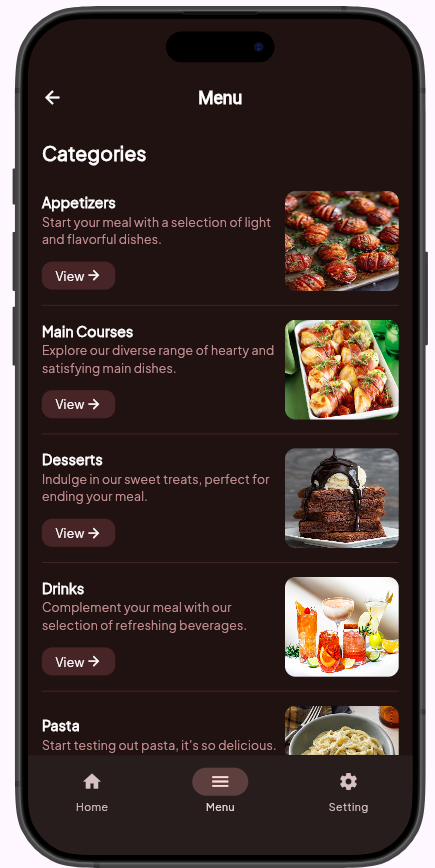 Menu
Categories
Appetizers
Start your meal with a selection of light
and flavorful dishes.
View
Main Courses
Explore our diverse range of hearty and
satisfying main dishes.
View
Desserts
Indulge in our sweet treats, perfect for
ending your meal.
View
Drinks
Complement your meal with our
selection of refreshing beverages.
View
Pasta
Start testing out pasta, it's so delicious.
Home
Menu
Setting